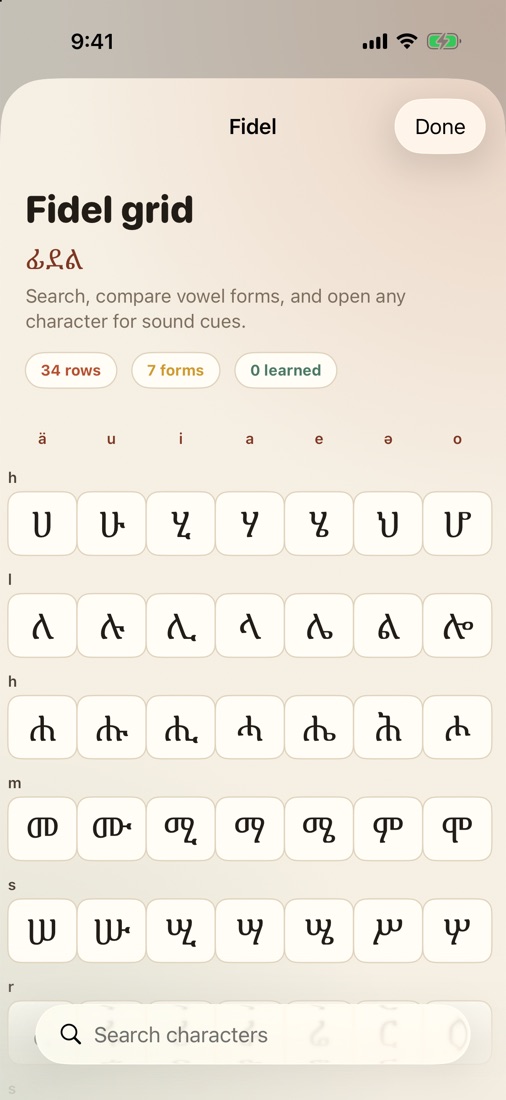 9:41
Fidel
Done
Fidel grid
ፊደል
Search, compare vowel forms, and open any
character for sound cues.
34 rows 7 forms 0 learned
ä u i a e ə o
h
ሀ ሁ ሂ ሃ ሄ ህ ሆ
l
ለ ሉ ሊ ላ ሌ ል ሎ
h
ሐ ሑ ሒ ሓ ሔ ሕ ሖ
m
መ ሙ ሚ ማ ሜ ም ሞ
s
ሠ ሡ ሢ ሣ ሤ ሥ ሦ
r
Search characters
s